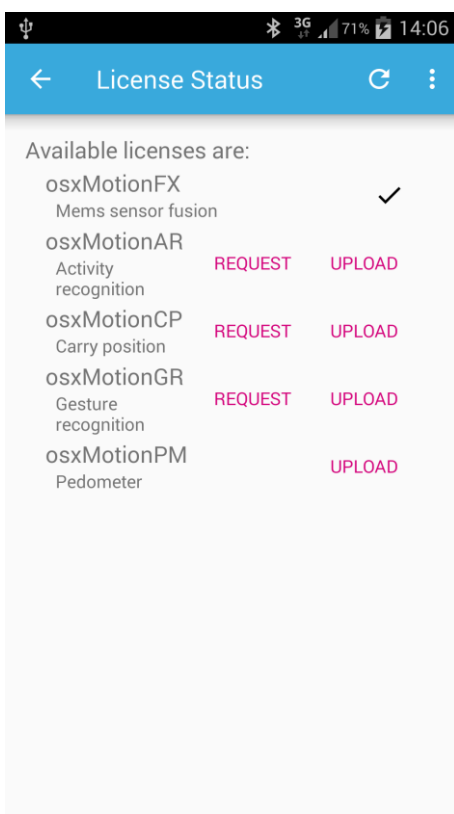 3G 71% 14:06
License Status
Available licenses are:
osxMotionFX
Mems sensor fusion
osxMotionAR
Activity
recognition
REQUEST UPLOAD
osxMotionCP
Carry position
REQUEST UPLOAD
osxMotionGR
Gesture
recognition
REQUEST UPLOAD
osxMotionPM
Pedometer
UPLOAD